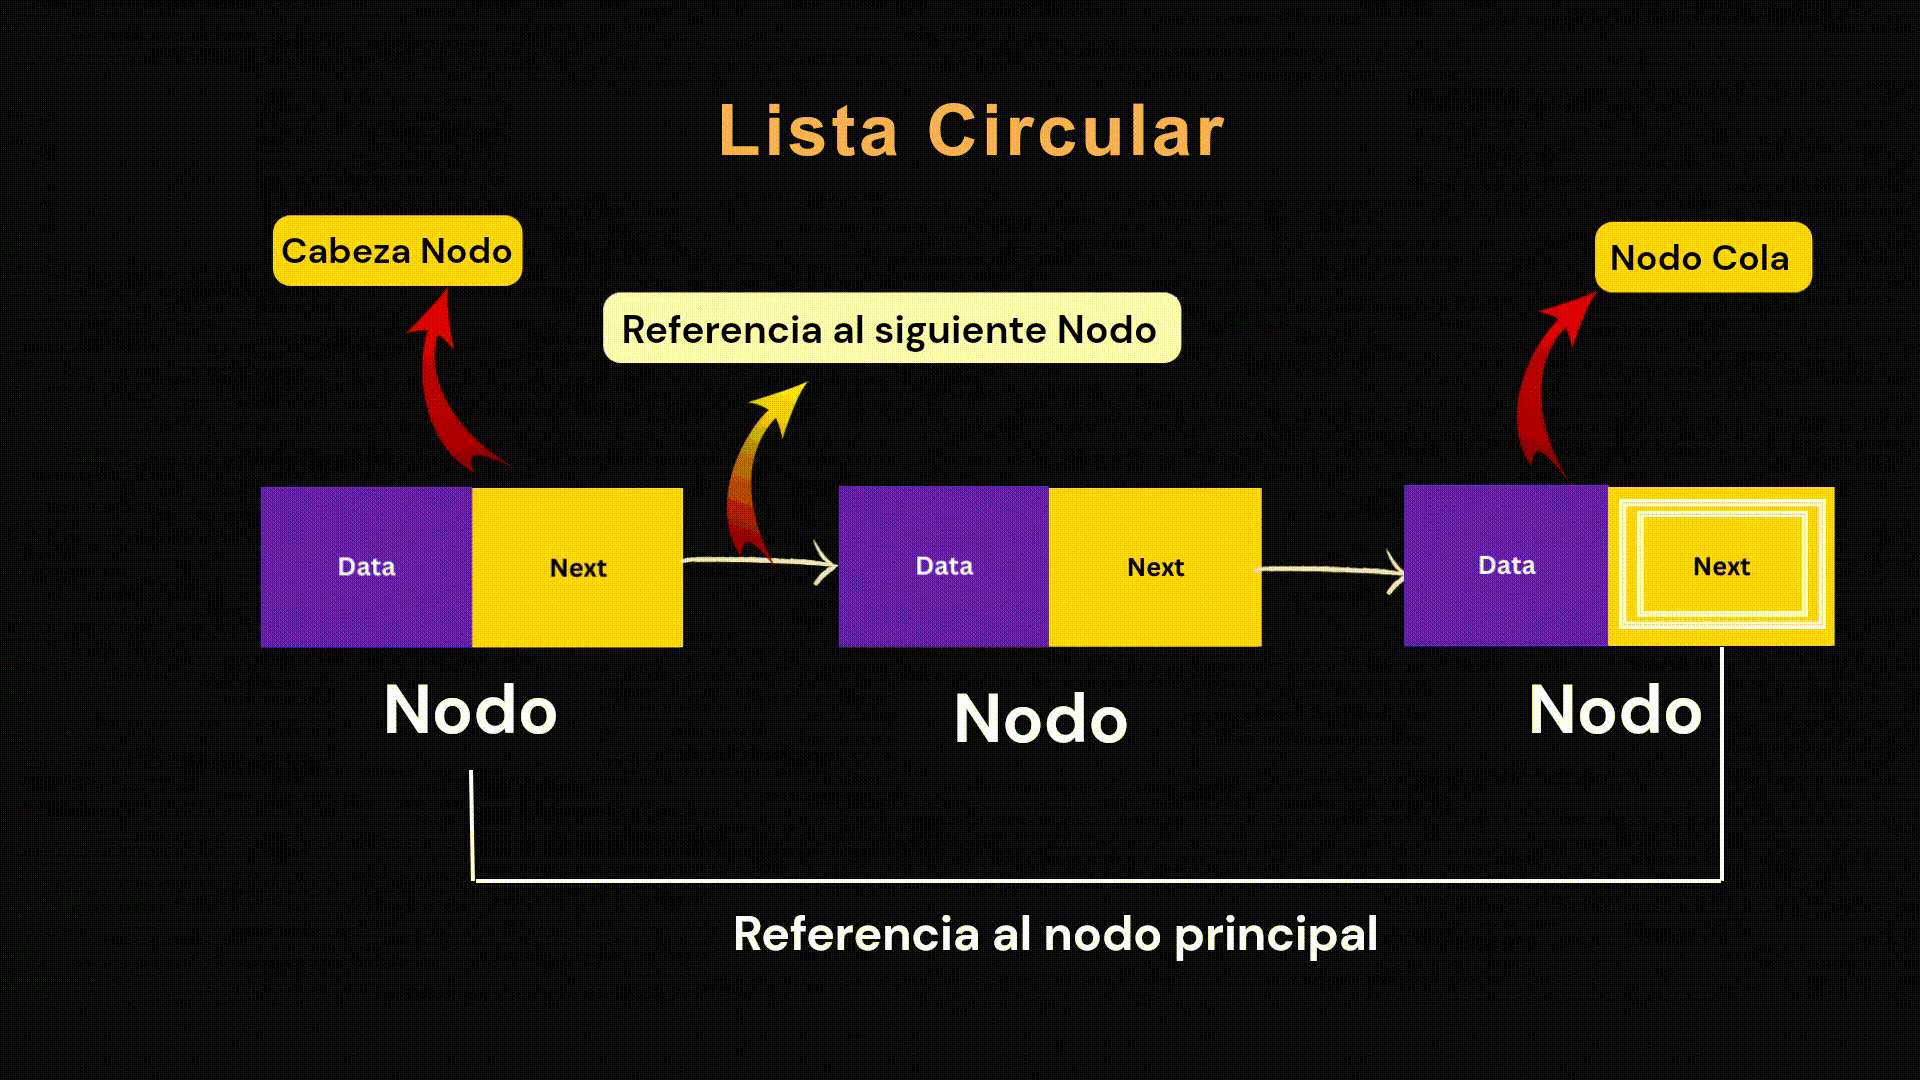 Lista Circular
Cabeza Nodo
Nodo Cola
Referencia al siguiente Nodo
Data
Next
Data
Next
Data
Next
Nodo
Nodo
Nodo
Referencia al nodo principal